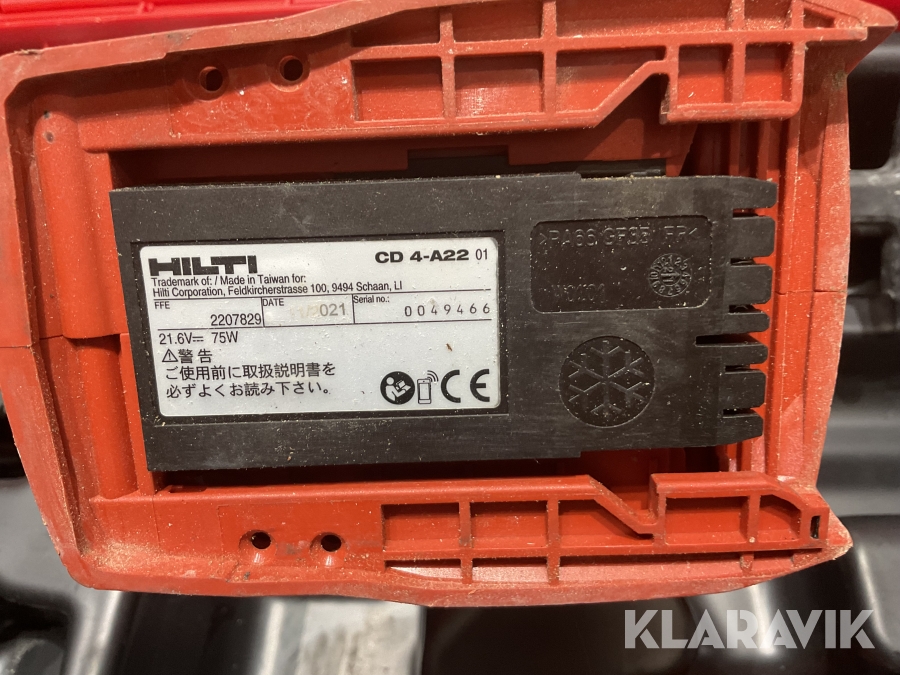 HILTI
CD 4-A22 01
Trademark of: / Made in Taiwan for:
Hilti Corporation, Feldkircherstrasse 100, 9494 Schaan, LI
FFE DATE Serial no.:
2207829 021 0049466
21.6V 75W
⚠警告
ご使用前に取扱説明書を
必ずよくお読み下さい。
CE
KLARAVIK